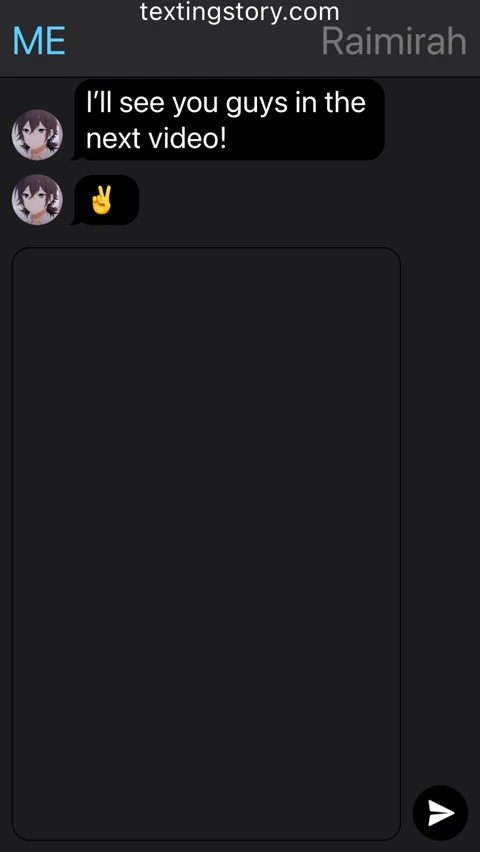 textingstory.com
ME
Raimirah
I’ll see you guys in the
next video!
✌️